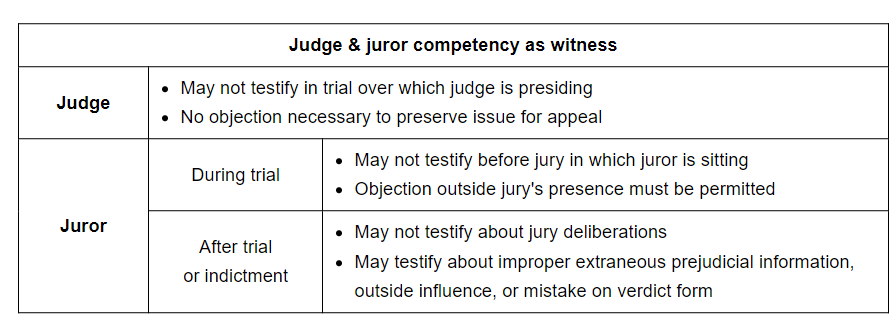 Judge & juror competency as witness
Judge
• May not testify in trial over which judge is presiding
• No objection necessary to preserve issue for appeal
Juror
During trial
• May not testify before jury in which juror is sitting
• Objection outside jury's presence must be permitted
After trial
or indictment
• May not testify about jury deliberations
• May testify about improper extraneous prejudicial information,
outside influence, or mistake on verdict form